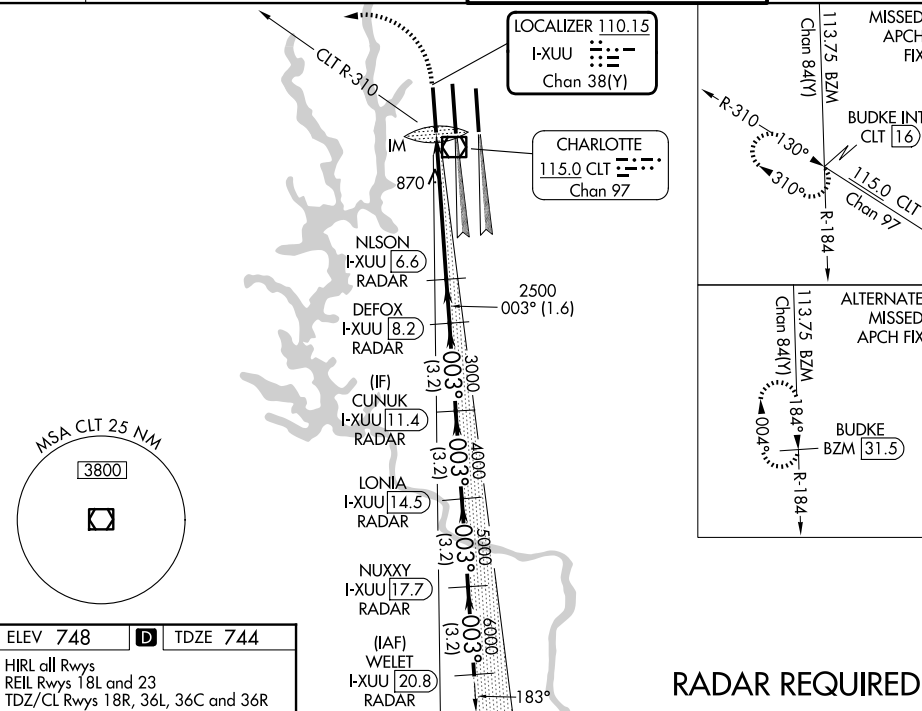 LOCALIZER 110.15
I-XUU
Chan 38(Y)
CLT R-310
IM
CHARLOTTE
115.0 CLT
Chan 97
870
NLSON
I-XUU 6.6
RADAR
2500
003° (1.6)
DEFOX
I-XUU 8.2
RADAR
3000
003°
(3.2)
(IF)
CUNUK
I-XUU 11.4
RADAR
4000
003°
(3.2)
LONIA
I-XUU 14.5
RADAR
5000
003°
(3.2)
NUXXY
I-XUU 17.7
RADAR
6000
003°
(3.2)
(IAF)
WELET
I-XUU 20.8
RADAR
183°
MSA CLT 25 NM
3800
ELEV 748
D
TDZE 744
HIRL all Rwys
REIL Rwys 18L and 23
TDZ/CL Rwys 18R, 36L, 36C and 36R
MISSED
APCH
FIX
113.75 BZM
Chan 84(Y)
BUDKE INT
CLT 16
R-310
130°
310°
115.0 CLT
Chan 97
R-184
ALTERNATE
MISSED
APCH FIX
113.75 BZM
Chan 84(Y)
184°
004°
BUDKE
BZM 31.5
R-184
RADAR REQUIRED